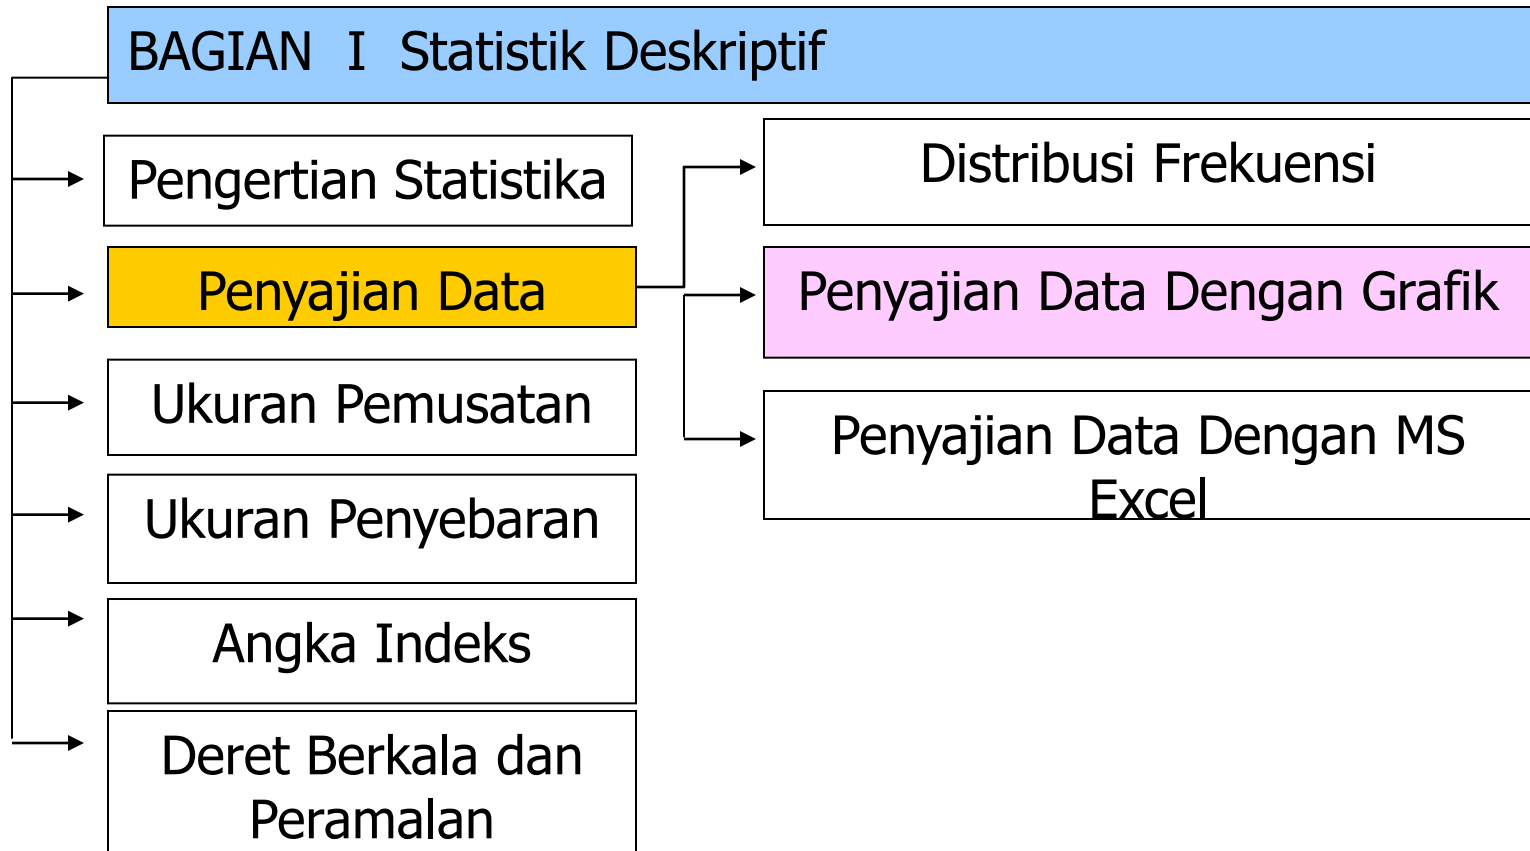 BAGIAN I Statistik Deskriptif
Pengertian Statistika
Penyajian Data
Ukuran Pemusatan
Ukuran Penyebaran
Angka Indeks
Deret Berkala dan
Peramalan
Distribusi Frekuensi
Penyajian Data Dengan Grafik
Penyajian Data Dengan MS
Excel